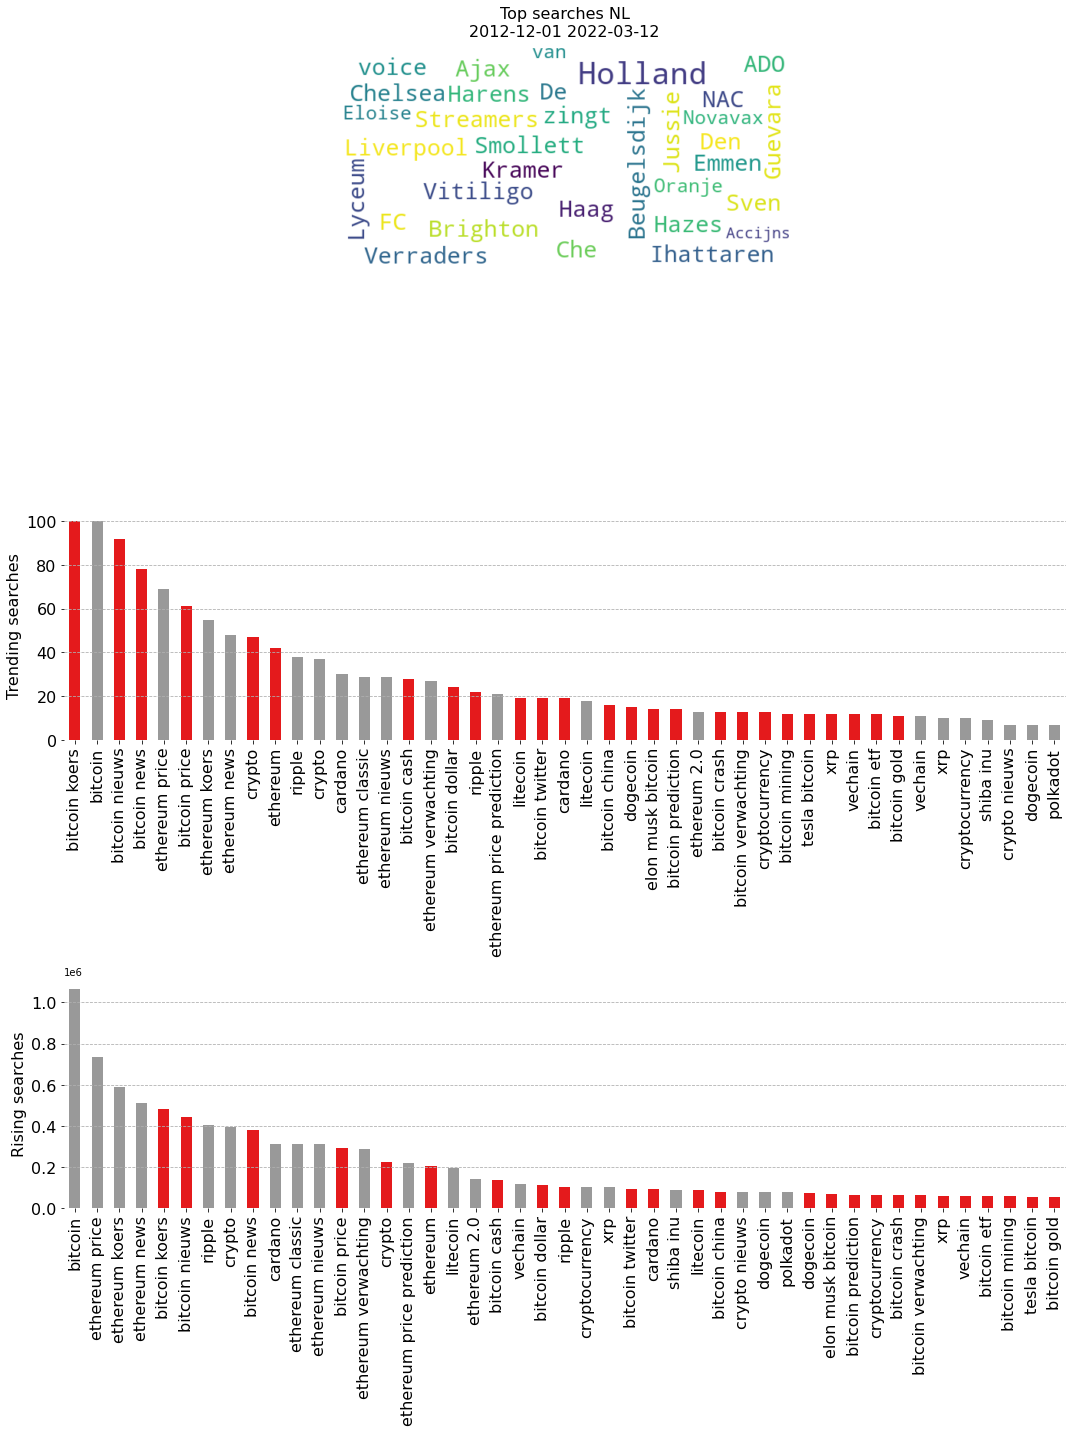 Top searches NL
2012-12-01 2022-03-12
van
voice Ajax Holland ADO
Chelsea Harens De NAC
Eloise Streamers zingt Beugelsdijk Jussie Novavax Guevara
Liverpool Smollett Den
Kramer Emmen
Lyceum Vitiligo Oranje
Haag Sven
FC Brighton Hazes Accijns
Verraders Che Ihattaren
Trending searches
100
80
60
40
20
0
bitcoin koers
bitcoin
bitcoin nieuws
bitcoin news
ethereum price
bitcoin price
ethereum koers
ethereum news
crypto
ethereum
ripple
crypto
cardano
ethereum classic
ethereum nieuws
bitcoin cash
ethereum verwachting
bitcoin dollar
ripple
ethereum price prediction
litecoin
bitcoin twitter
cardano
litecoin
bitcoin china
dogecoin
elon musk bitcoin
bitcoin prediction
ethereum 2.0
bitcoin crash
bitcoin verwachting
cryptocurrency
bitcoin mining
tesla bitcoin
xrp
vechain
bitcoin etf
bitcoin gold
vechain
xrp
cryptocurrency
shiba inu
crypto nieuws
dogecoin
polkadot
1e6
Rising searches
1.0
0.8
0.6
0.4
0.2
0.0
bitcoin
ethereum price
ethereum koers
ethereum news
bitcoin koers
bitcoin nieuws
ripple
crypto
bitcoin news
cardano
ethereum classic
ethereum nieuws
bitcoin price
ethereum verwachting
crypto
ethereum price prediction
ethereum
litecoin
ethereum 2.0
bitcoin cash
vechain
bitcoin dollar
ripple
cryptocurrency
xrp
bitcoin twitter
cardano
shiba inu
litecoin
bitcoin china
crypto nieuws
dogecoin
polkadot
dogecoin
elon musk bitcoin
bitcoin prediction
cryptocurrency
bitcoin crash
bitcoin verwachting
xrp
vechain
bitcoin etf
bitcoin mining
tesla bitcoin
bitcoin gold